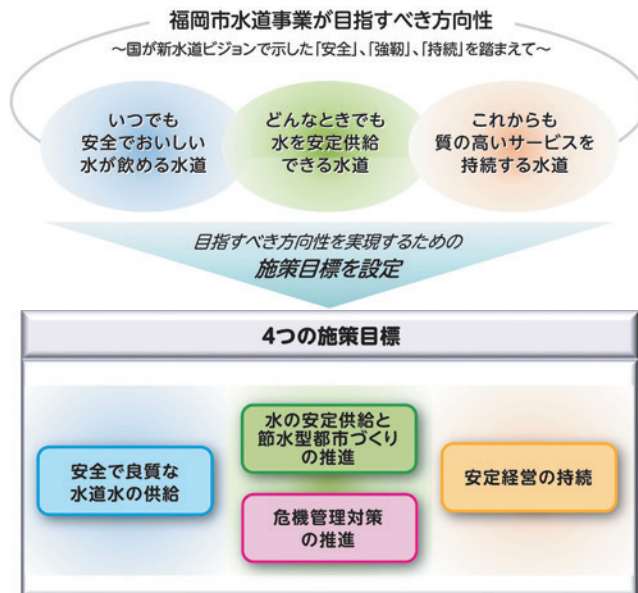 福岡市水道事業が目指すべき方向性
～国が新水道ビジョンで示した「安全」、「強靭」、「持続」を踏まえて～
いつでも
安全でおいしい
水が飲める水道
どんなときでも
水を安定供給
できる水道
これからも
質の高いサービスを
持続する水道
目指すべき方向性を実現するための
施策目標を設定
4つの施策目標
安全で良質な
水道水の供給
水の安定供給と
節水型都市づくり
の推進
危機管理対策
の推進
安定経営の持続